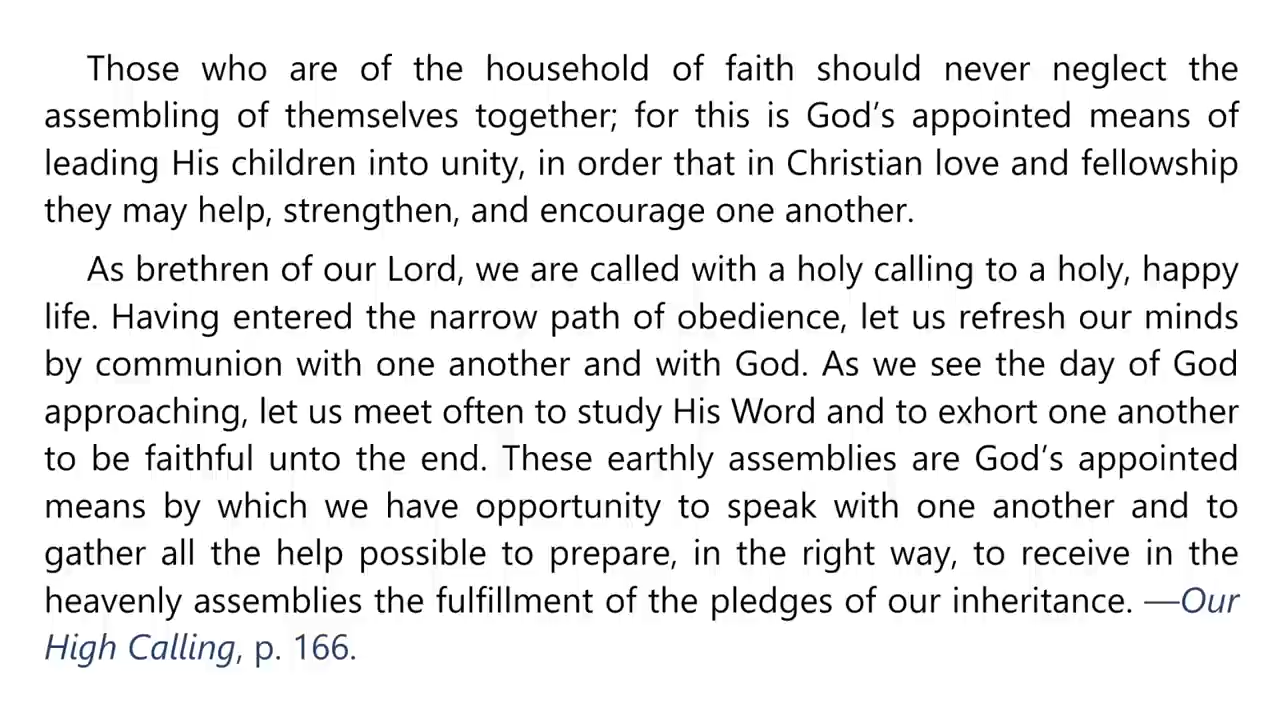 Those who are of the household of faith should never neglect the
assembling of themselves together; for this is God’s appointed means of
leading His children into unity, in order that in Christian love and fellowship
they may help, strengthen, and encourage one another.
As brethren of our Lord, we are called with a holy calling to a holy, happy
life. Having entered the narrow path of obedience, let us refresh our minds
by communion with one another and with God. As we see the day of God
approaching, let us meet often to study His Word and to exhort one another
to be faithful unto the end. These earthly assemblies are God’s appointed
means by which we have opportunity to speak with one another and to
gather all the help possible to prepare, in the right way, to receive in the
heavenly assemblies the fulfillment of the pledges of our inheritance. —Our
High Calling, p. 166.